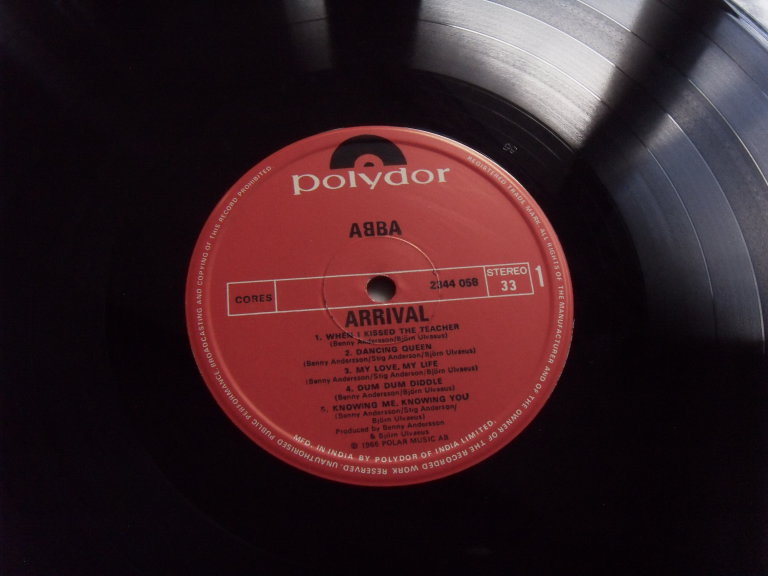 polydor
ABBA
CORES
2344 058
STEREO
33
1
ARRIVAL
1. WHEN I KISSED THE TEACHER
(Benny Andersson/Björn Ulvaeus)
2. DANCING QUEEN
(Benny Andersson/Stig Anderson/Björn Ulvaeus)
3. MY LOVE, MY LIFE
(Benny Andersson/Stig Anderson/Björn Ulvaeus)
4. DUM DUM DIDDLE
(Benny Andersson/Björn Ulvaeus)
5. KNOWING ME, KNOWING YOU
(Benny Andersson/Stig Anderson/
Björn Ulvaeus)
Produced by Benny Andersson
& Björn Ulvaeus
℗ 1966 POLAR MUSIC AB
MFD. IN INDIA BY POLYDOR OF INDIA LIMITED.
REGISTERED TRADE MARK. ALL RIGHTS OF THE MANUFACTURER AND OF THE OWNER OF THE RECORDED WORK RESERVED. UNAUTHORISED PUBLIC PERFORMANCE, BROADCASTING AND COPYING OF THIS RECORD PROHIBITED